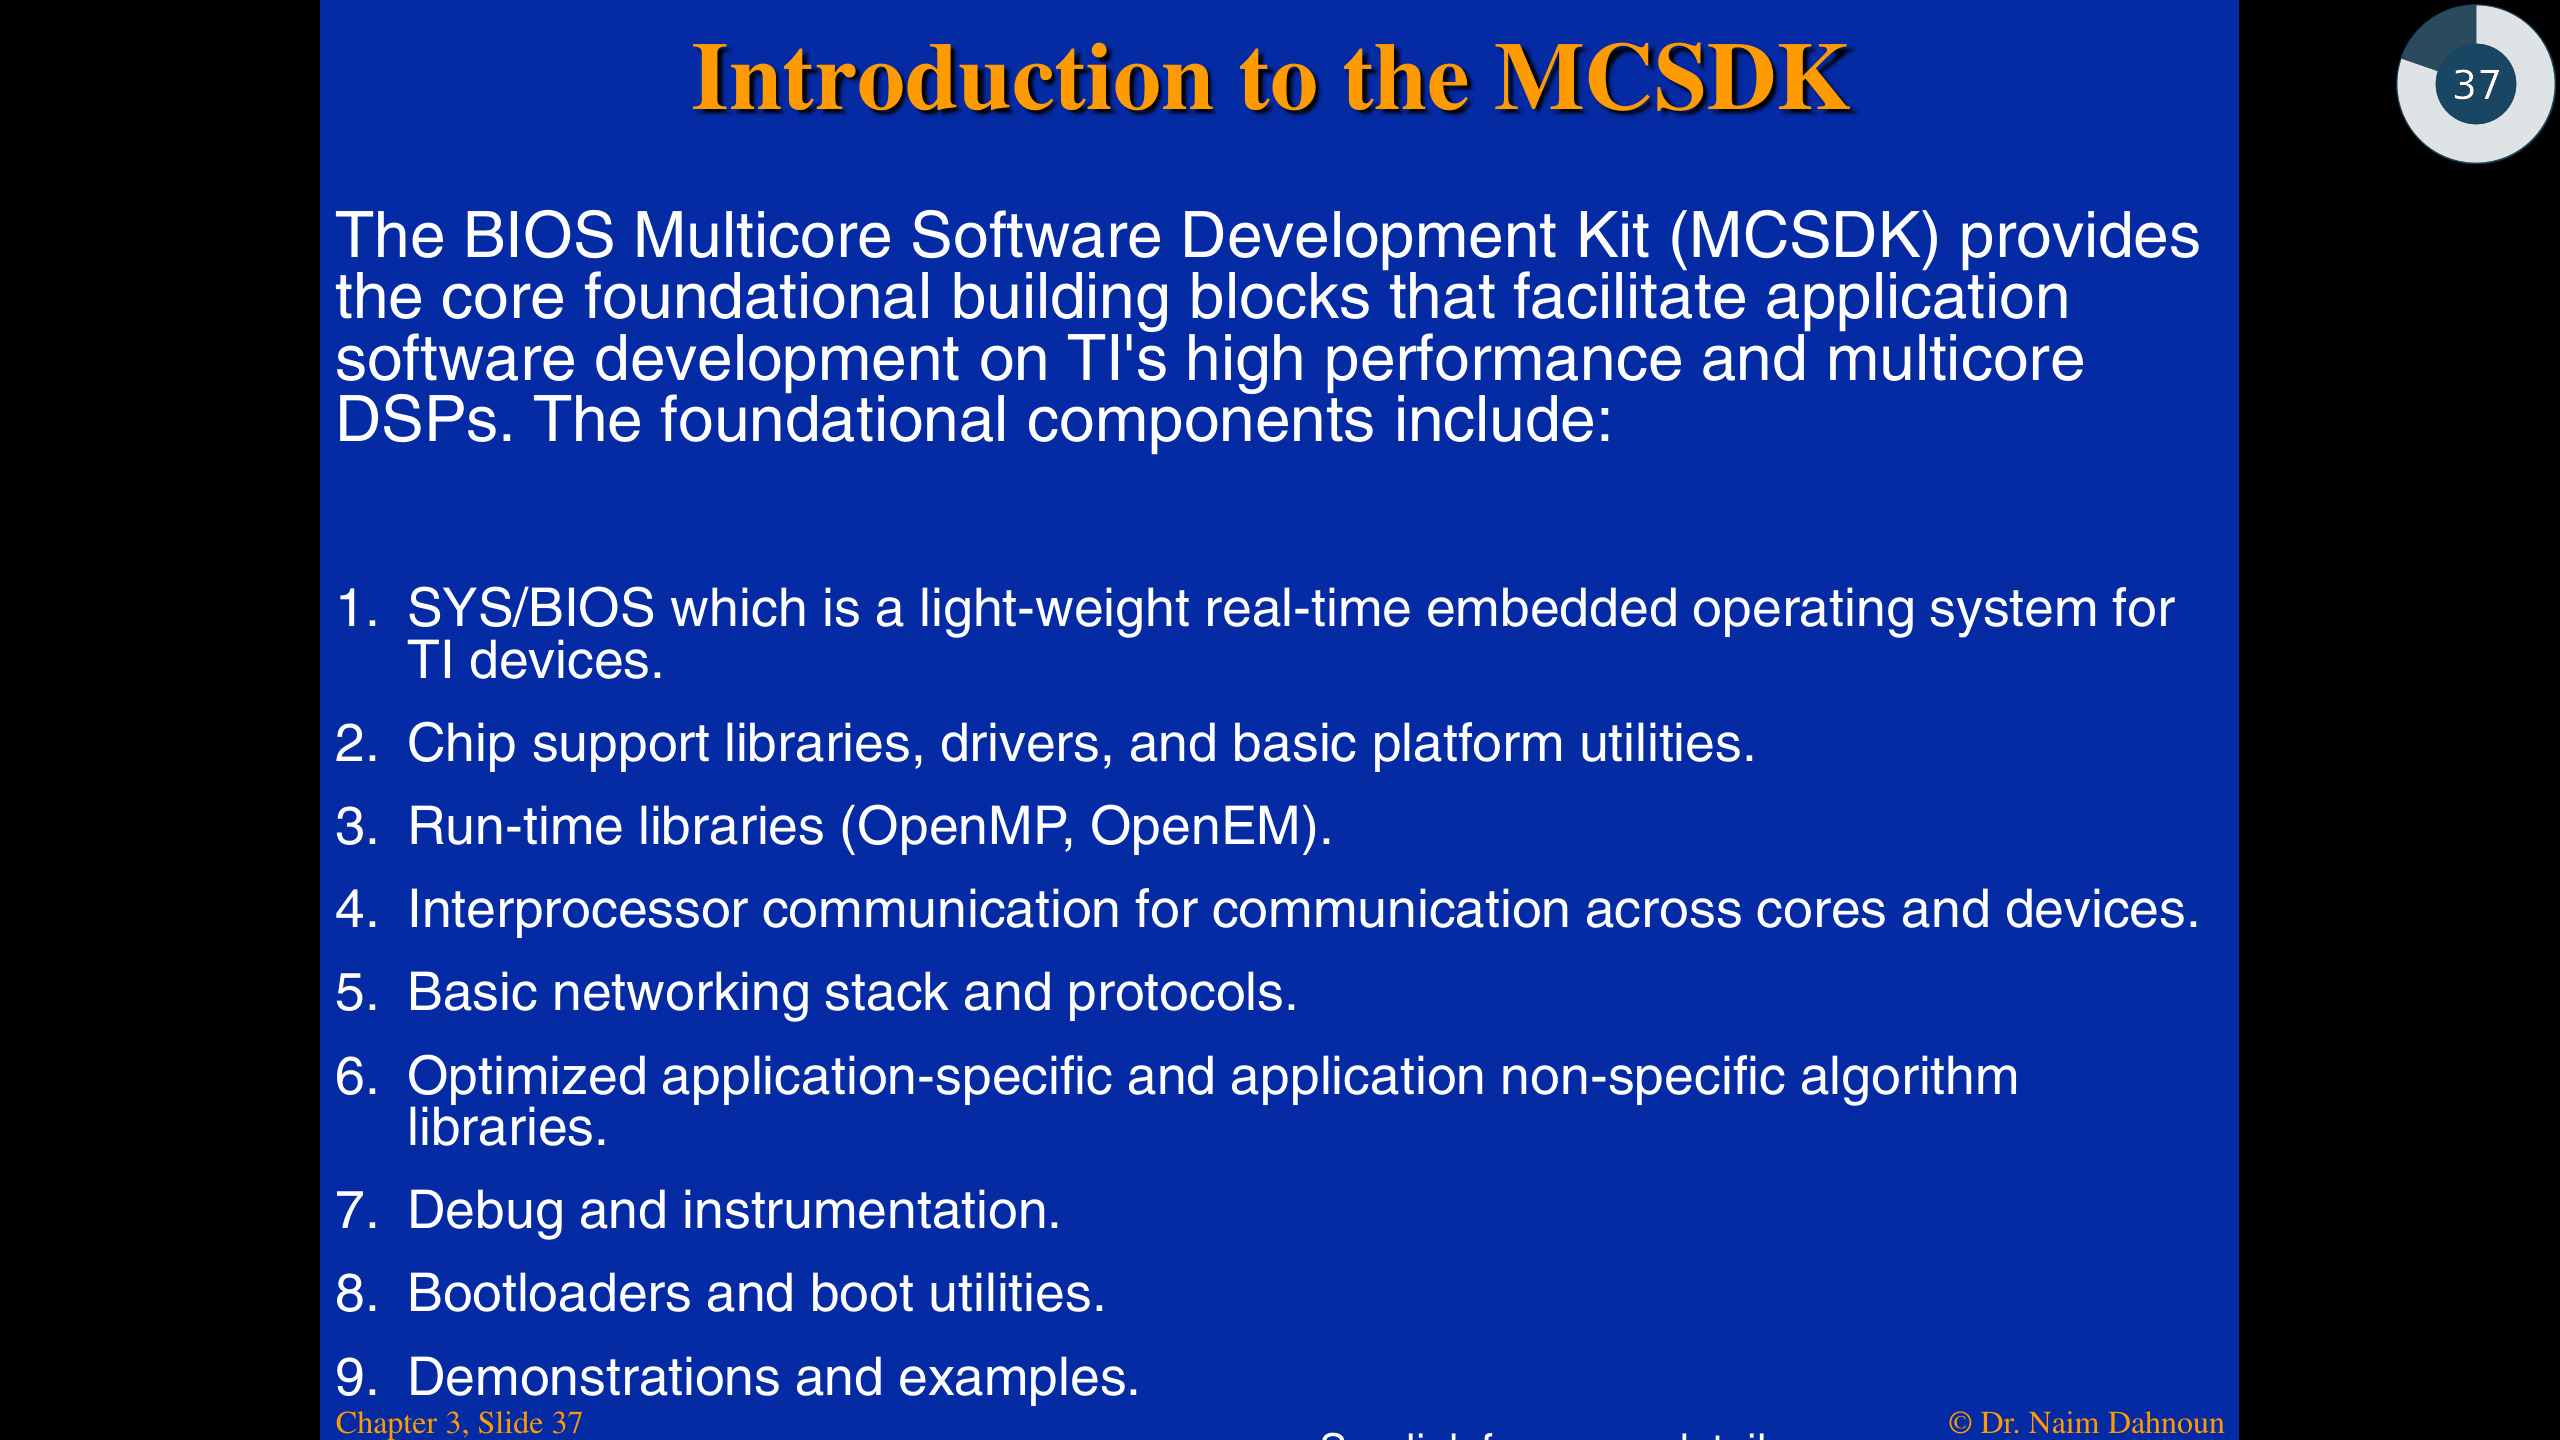 Introduction to the MCSDK
37
The BIOS Multicore Software Development Kit (MCSDK) provides
the core foundational building blocks that facilitate application
software development on TI's high performance and multicore
DSPs. The foundational components include:
1. SYS/BIOS which is a light-weight real-time embedded operating system for
TI devices.
2. Chip support libraries, drivers, and basic platform utilities.
3. Run-time libraries (OpenMP, OpenEM).
4. Interprocessor communication for communication across cores and devices.
5. Basic networking stack and protocols.
6. Optimized application-specific and application non-specific algorithm
libraries.
7. Debug and instrumentation.
8. Bootloaders and boot utilities.
9. Demonstrations and examples.
Chapter 3, Slide 37
© Dr. Naim Dahnoun